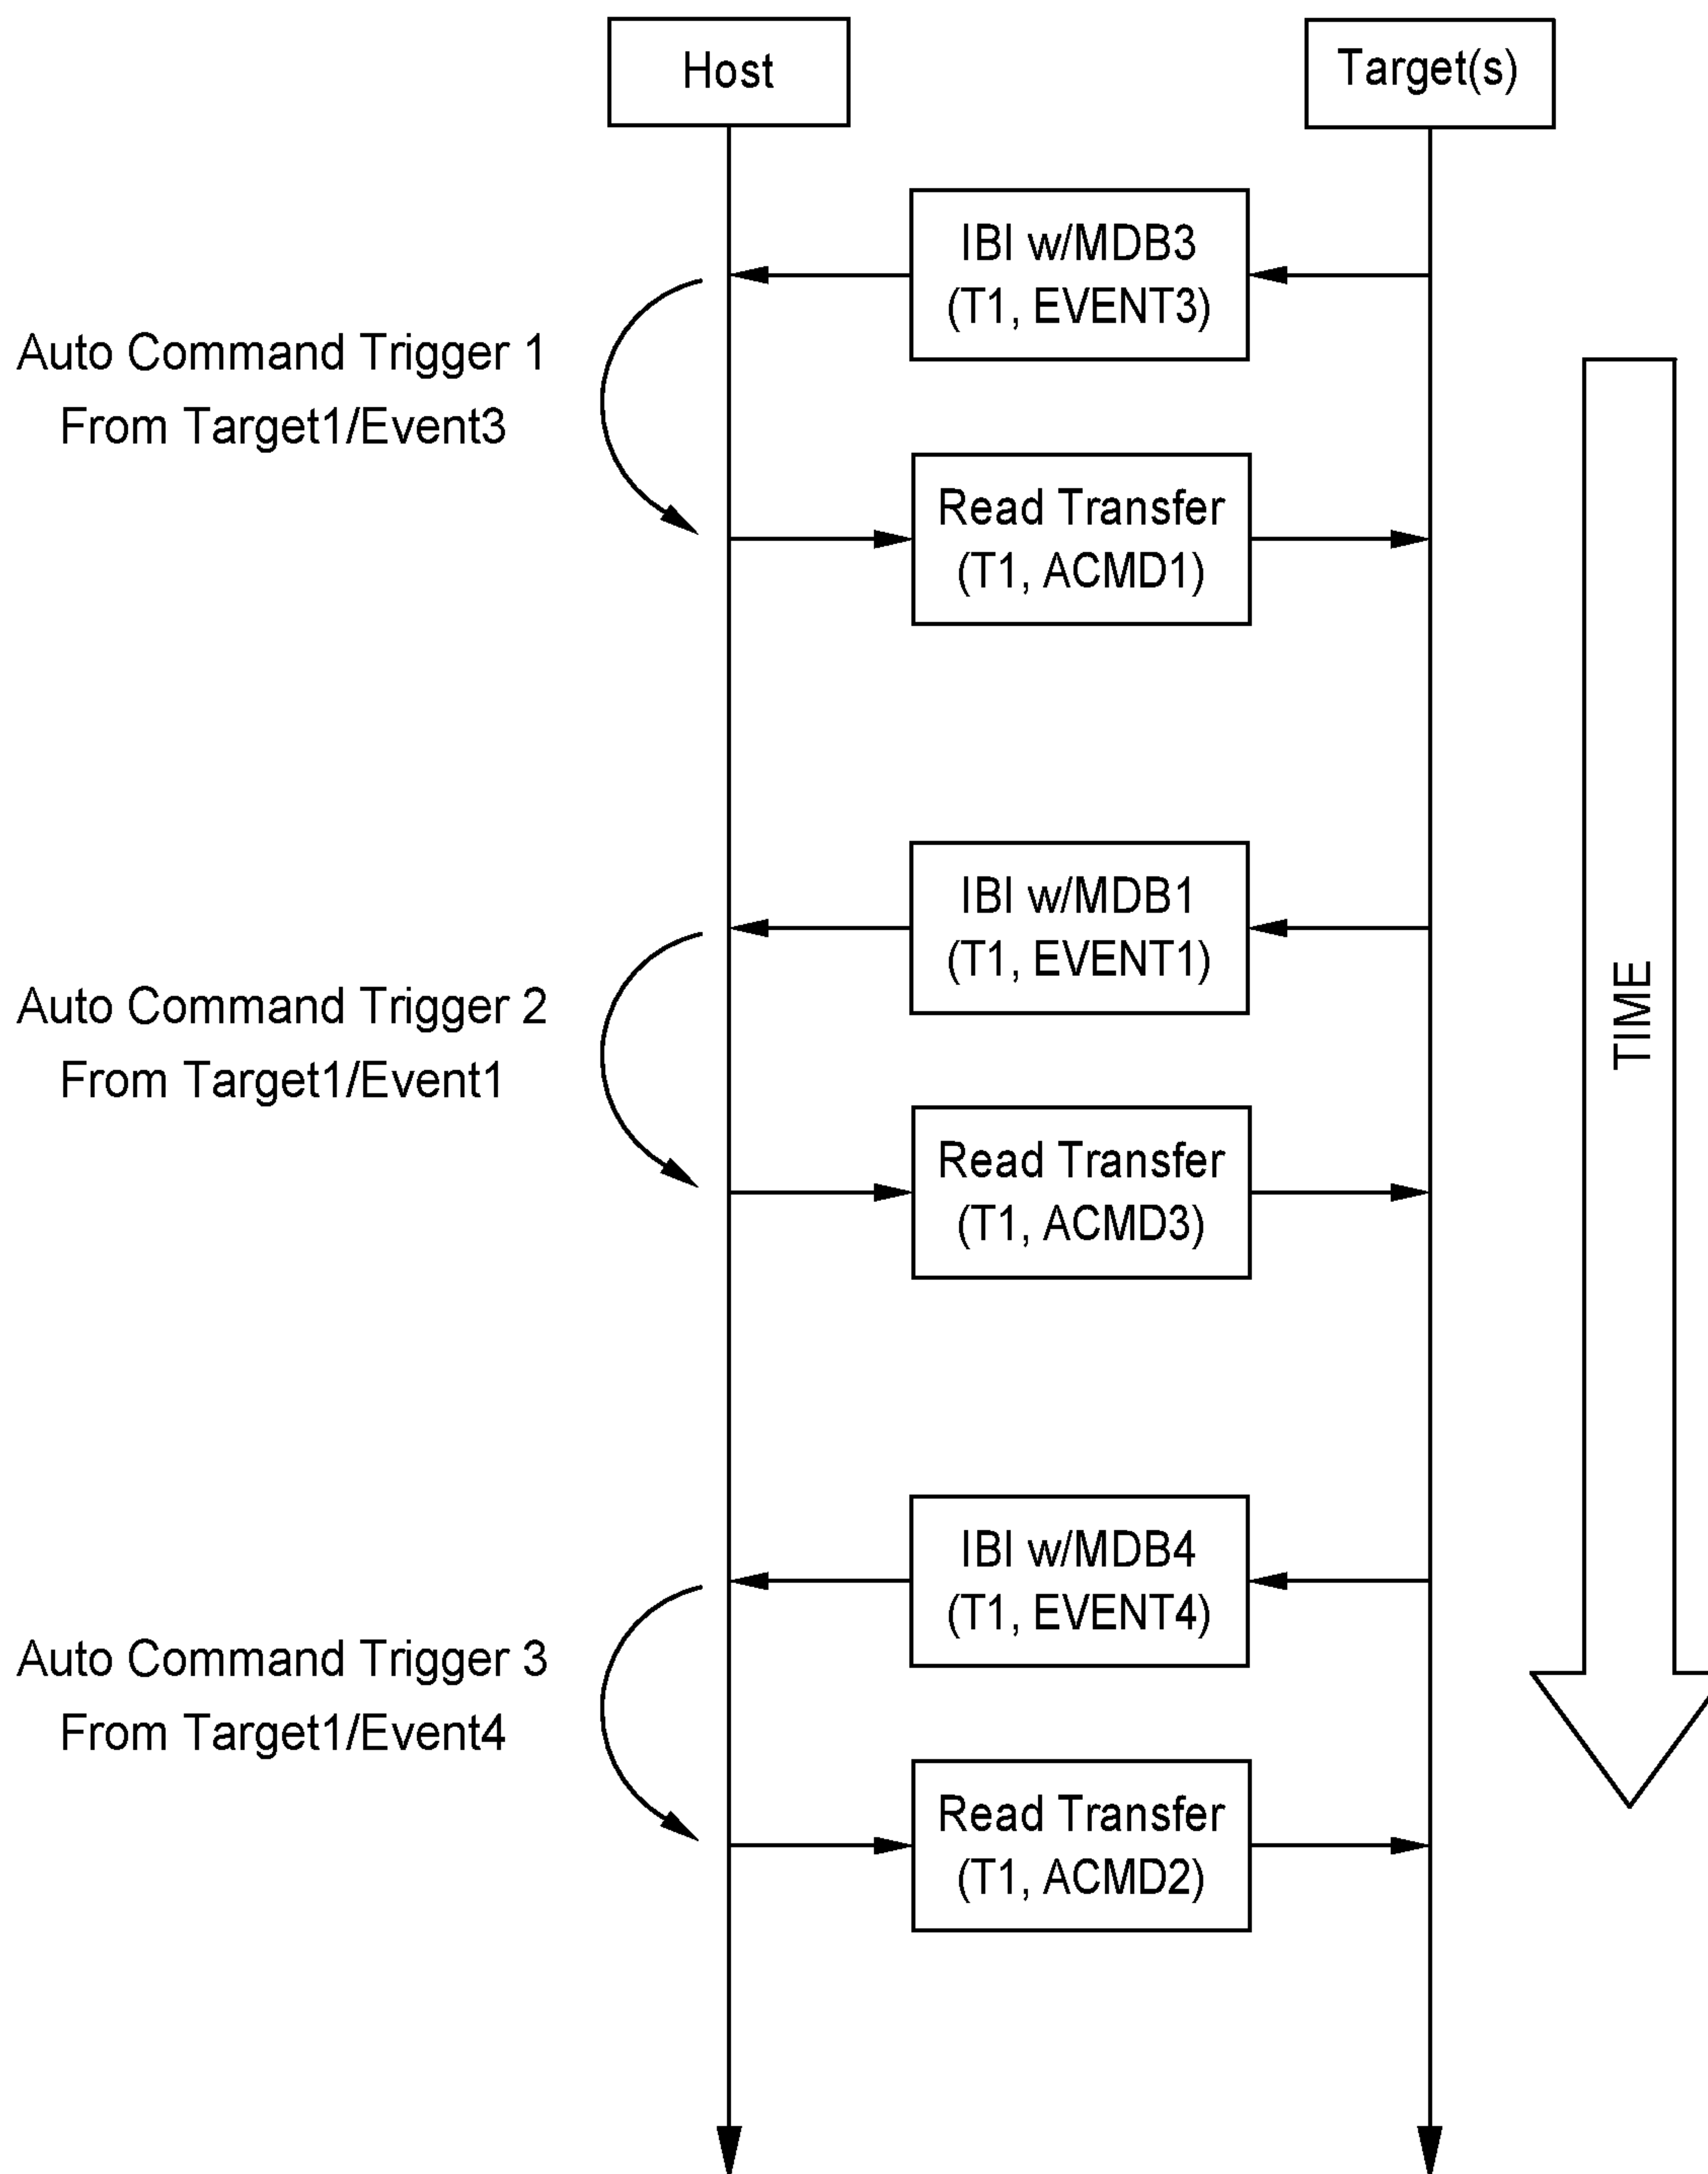 Host
Target(s)
IBI w/MDB3
(T1, EVENT3)
Auto Command Trigger 1
From Target1/Event3
Read Transfer
(T1, ACMD1)
IBI w/MDB1
(T1, EVENT1)
Auto Command Trigger 2
From Target1/Event1
TIME
Read Transfer
(T1, ACMD3)
IBI w/MDB4
(T1, EVENT4)
Auto Command Trigger 3
From Target1/Event4
Read Transfer
(T1, ACMD2)